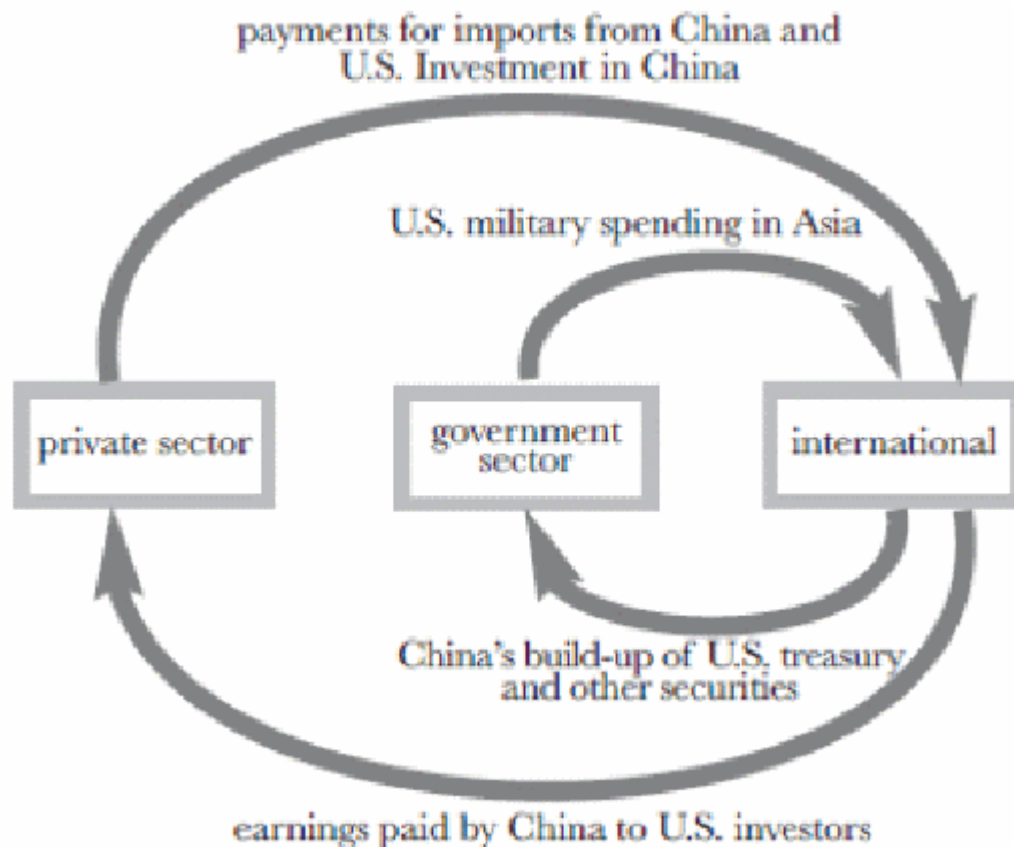 payments for imports from China and
U.S. Investment in China
U.S. military spending in Asia
private sector
government
sector
international
China's build-up of U.S. treasury
and other securities
earnings paid by China to U.S. investors